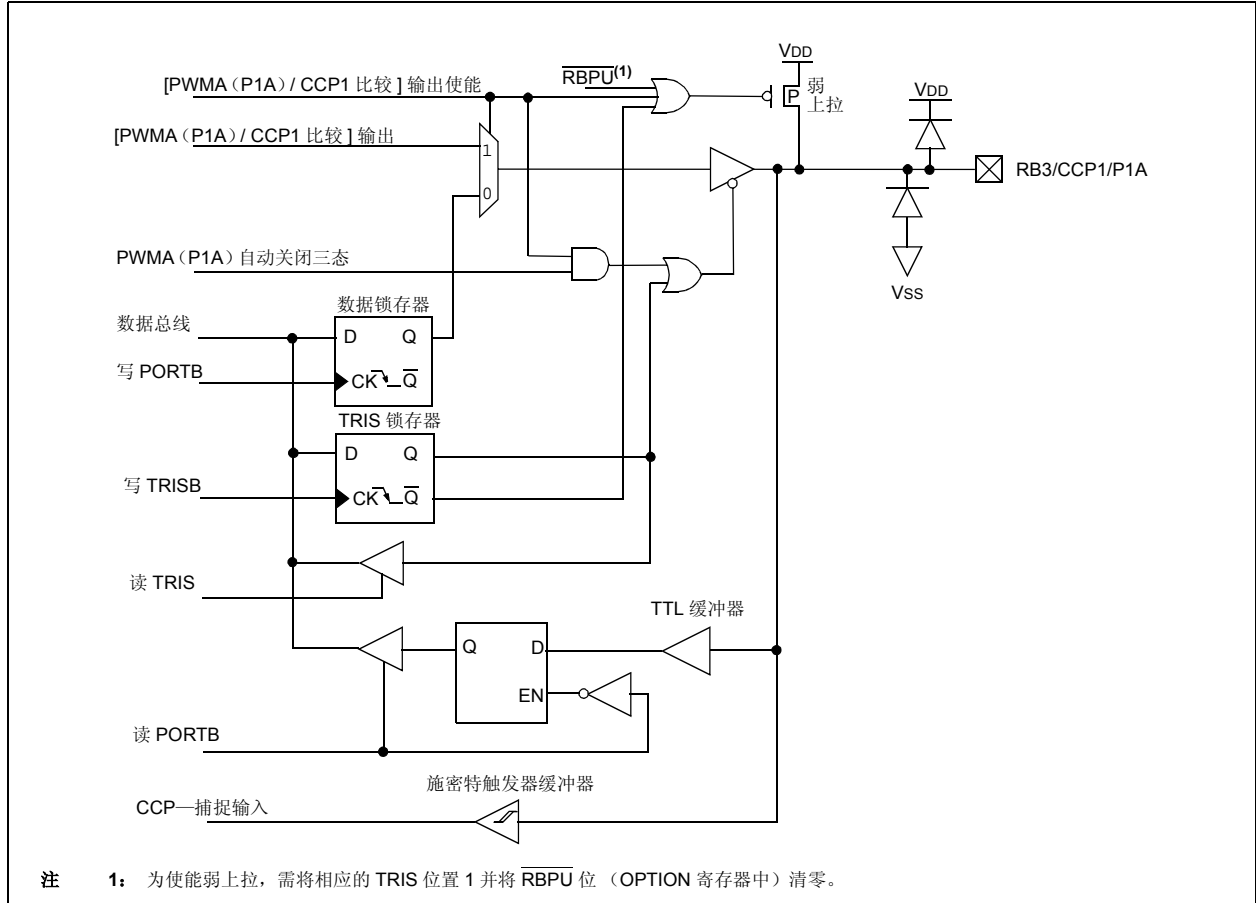 VDD
[PWMA（P1A）/ CCP1 比较 ] 输出使能
RBPU(1)
P
弱
上拉
VDD
[PWMA（P1A）/ CCP1 比较 ] 输出
1
0
RB3/CCP1/P1A
PWMA（P1A）自动关闭三态
VSS
数据锁存器
数据总线
D
Q
写 PORTB
CK
Q
TRIS 锁存器
D
Q
写 TRISB
CK
Q
读 TRIS
TTL 缓冲器
Q
D
EN
读 PORTB
施密特触发器缓冲器
CCP—捕捉输入
注 1： 为使能弱上拉，需将相应的 TRIS 位置 1 并将 RBPU 位 （OPTION 寄存器中）清零。